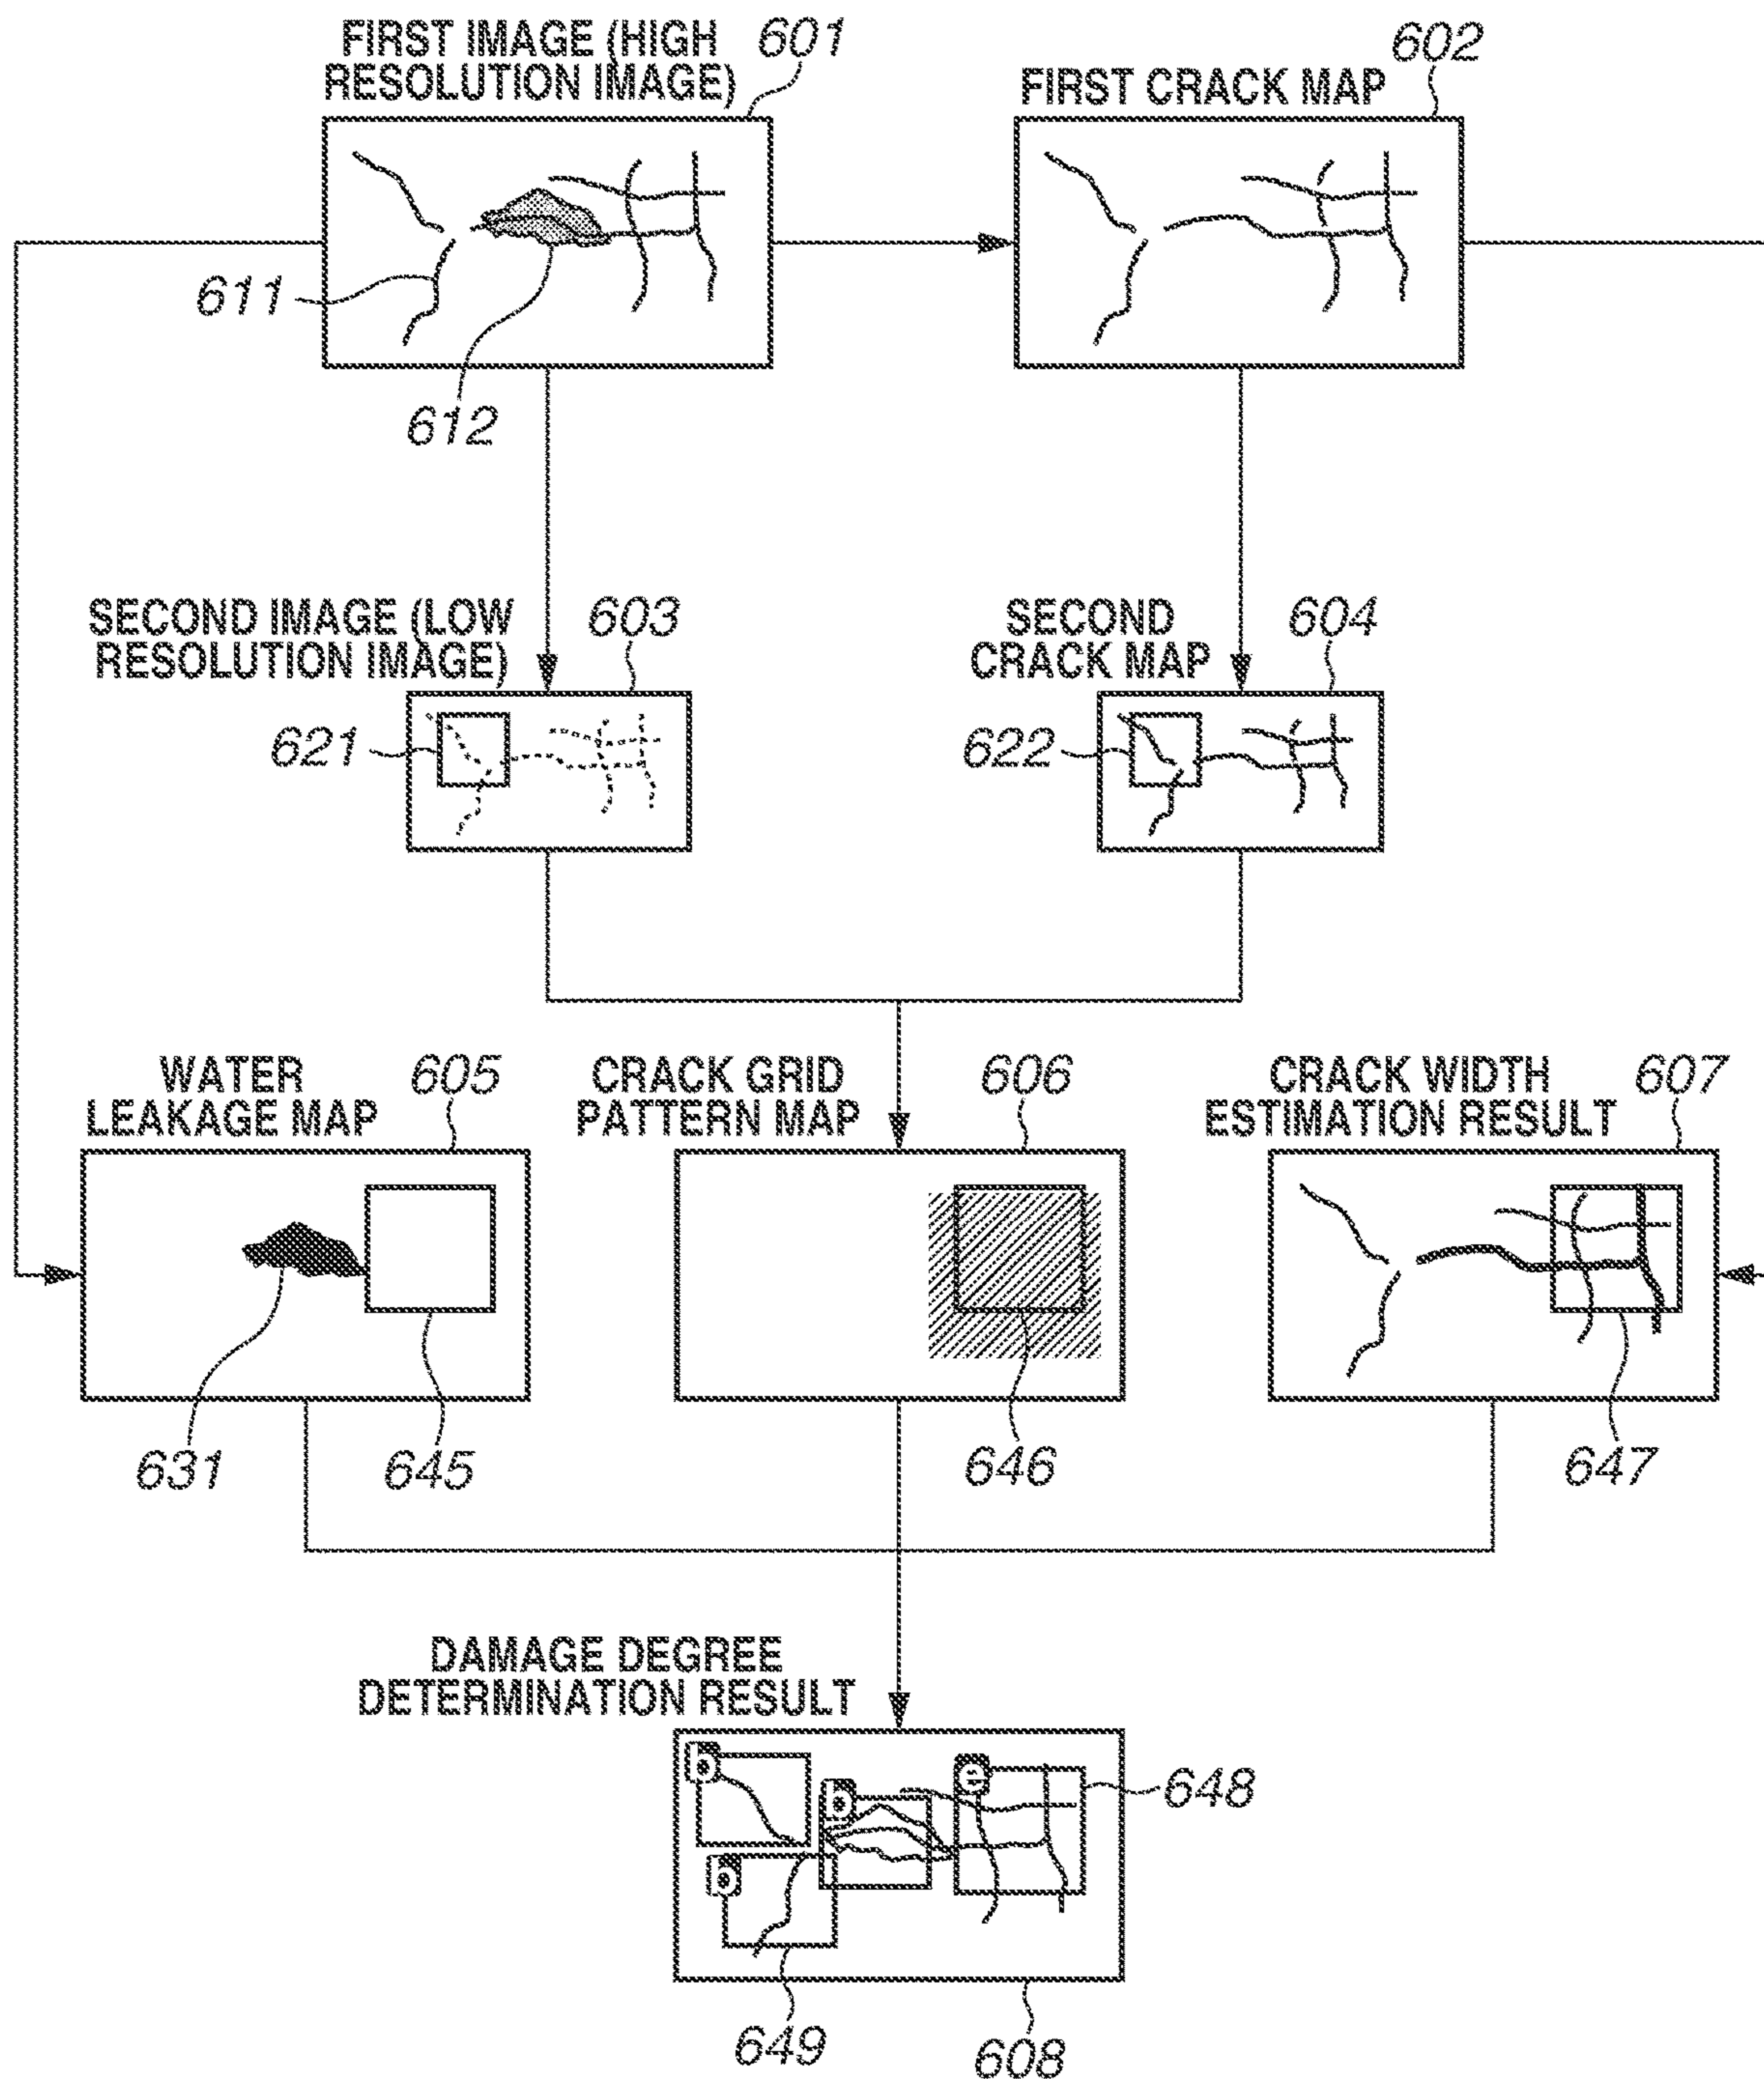 FIRST IMAGE (HIGH
RESOLUTION IMAGE)
601
FIRST CRACK MAP
602
611
612
SECOND IMAGE (LOW
RESOLUTION IMAGE)
603
SECOND
CRACK MAP
604
621
622
WATER
LEAKAGE MAP
605
CRACK GRID
PATTERN MAP
606
CRACK WIDTH
ESTIMATION RESULT
607
631
645
646
647
DAMAGE DEGREE
DETERMINATION RESULT
b
b
e
648
b
649
608